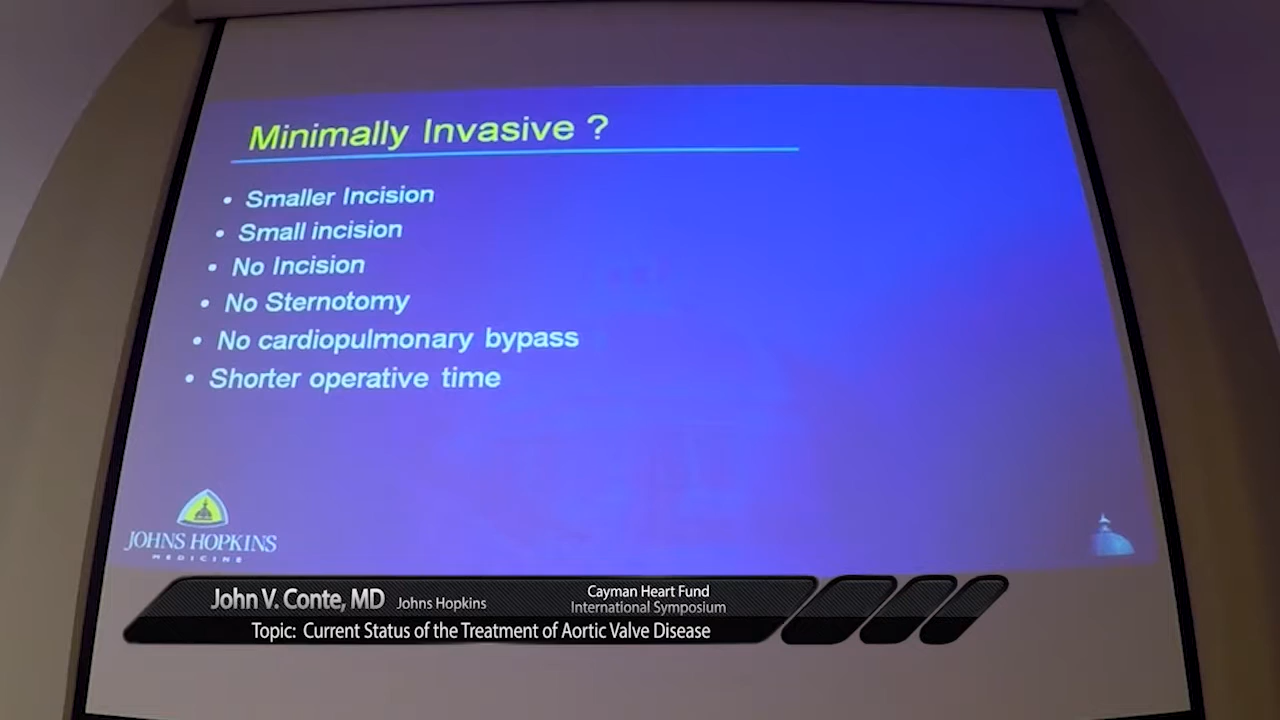 Minimally Invasive ?
• Smaller Incision
• Small incision
• No Incision
• No Sternotomy
• No cardiopulmonary bypass
• Shorter operative time
JOHNS HOPKINS
MEDICINE
John V. Conte, MD Johns Hopkins
Cayman Heart Fund
International Symposium
Topic: Current Status of the Treatment of Aortic Valve Disease